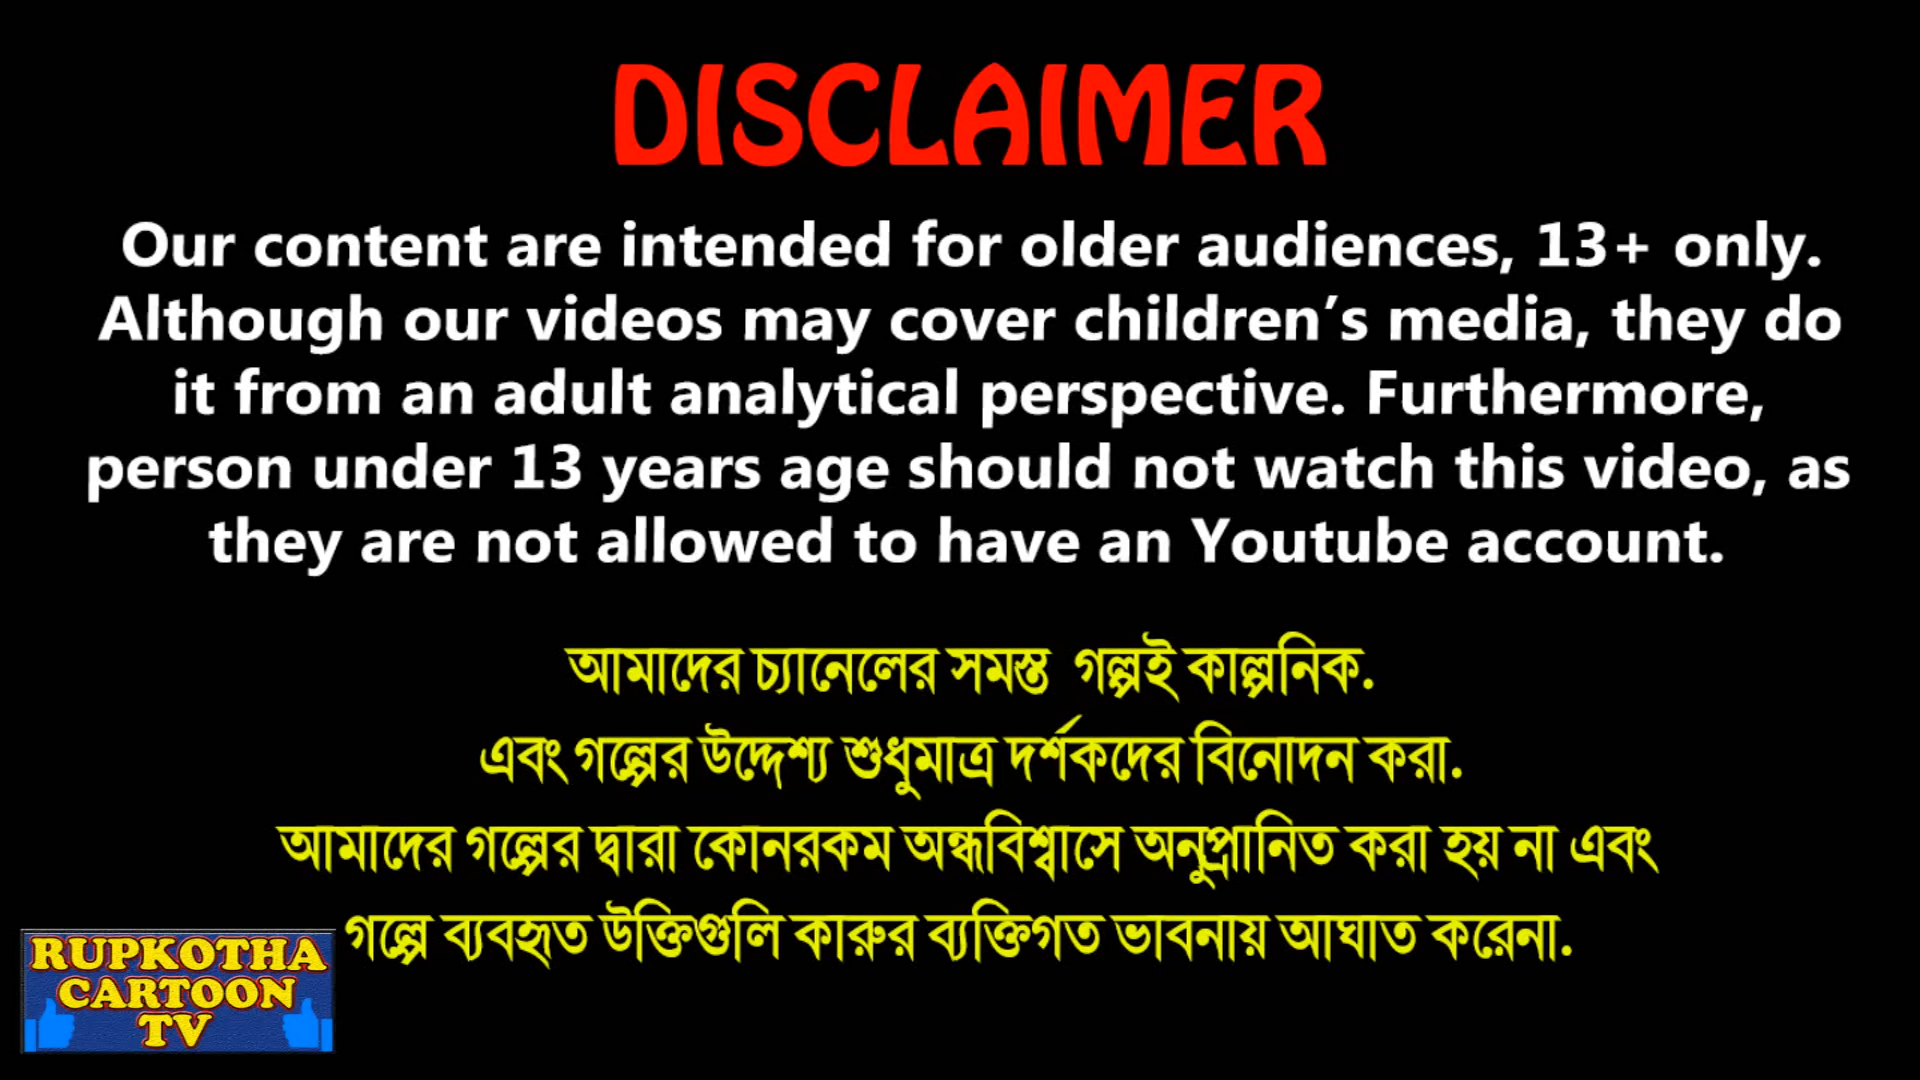 DISCLAIMER
Our content are intended for older audiences, 13+ only.
Although our videos may cover children’s media, they do
it from an adult analytical perspective. Furthermore,
person under 13 years age should not watch this video, as
they are not allowed to have an Youtube account.
আমাদের চ্যানেলের সমস্ত গল্পই কাল্পনিক.
এবং গল্পের উদ্দেশ্য শুধুমাত্র দর্শকদের বিনোদন করা.
আমাদের গল্পের দ্বারা কোনরকম অন্ধবিশ্বাসে অনুপ্রানিত করা হয় না এবং
গল্পে ব্যবহৃত উক্তিগুলি কারুর ব্যক্তিগত ভাবনায় আঘাত করেনা.
RUPKOTHA
CARTOON
TV